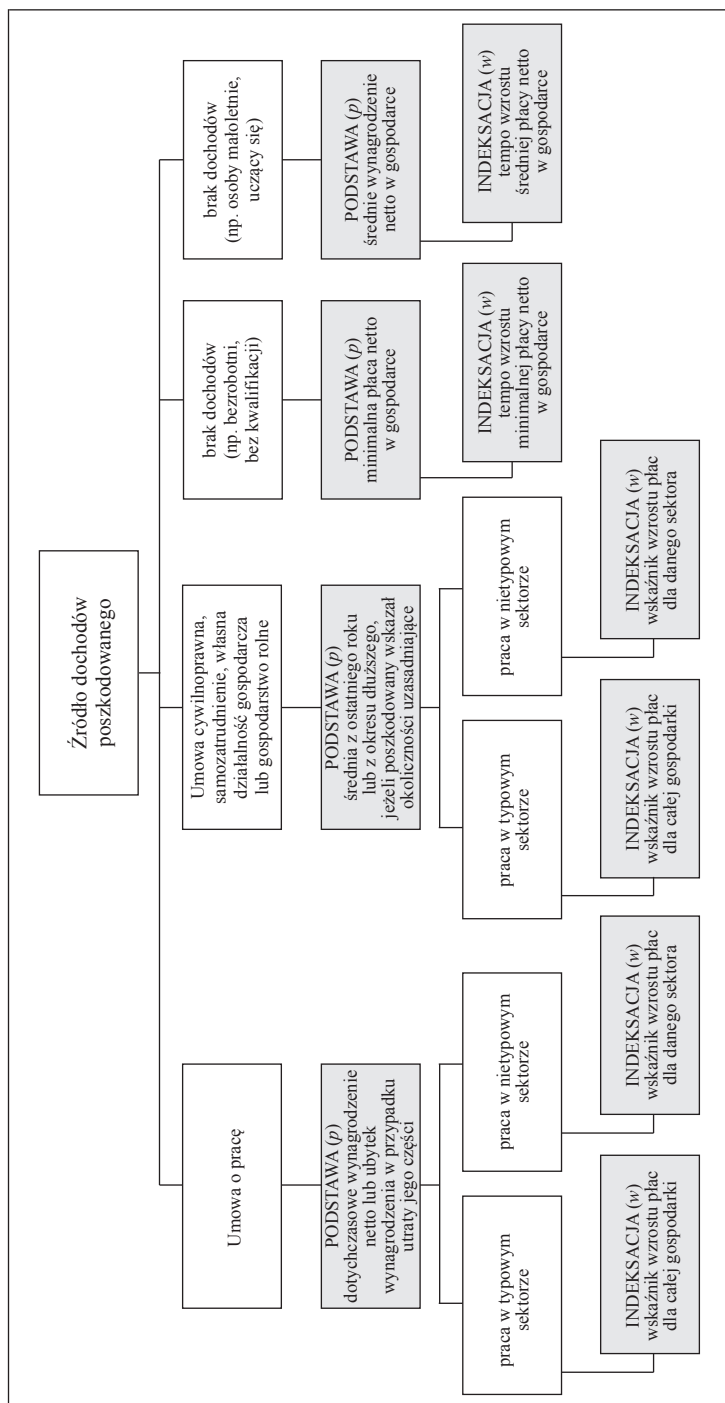 Źródło dochodów
poszkodowanego
Umowa o pracę
PODSTAWA (p)
dotychczasowe wynagrodzenie
netto lub ubytek
wynagrodzenia w przypadku
utraty jego części
praca w typowym
sektorze
INDEKSACJA (w)
wskaźnik wzrostu płac
dla całej gospodarki
praca w nietypowym
sektorze
INDEKSACJA (w)
wskaźnik wzrostu płac
dla danego sektora
Umowa cywilnoprawna,
samozatrudnienie, własna
działalność gospodarcza
lub gospodarstwo rolne
PODSTAWA (p)
średnia z ostatniego roku
lub z okresu dłuższego,
jeżeli poszkodowany wskazał
okoliczności uzasadniające
praca w typowym
sektorze
INDEKSACJA (w)
wskaźnik wzrostu płac
dla całej gospodarki
praca w nietypowym
sektorze
INDEKSACJA (w)
wskaźnik wzrostu płac
dla danego sektora
brak dochodów
(np. bezrobotni,
bez kwalifikacji)
PODSTAWA (p)
minimalna płaca netto
w gospodarce
INDEKSACJA (w)
tempo wzrostu
minimalnej płacy netto
w gospodarce
brak dochodów
(np. osoby małoletnie,
uczący się)
PODSTAWA (p)
średnie wynagrodzenie
netto w gospodarce
INDEKSACJA (w)
tempo wzrostu
średniej płacy netto
w gospodarce